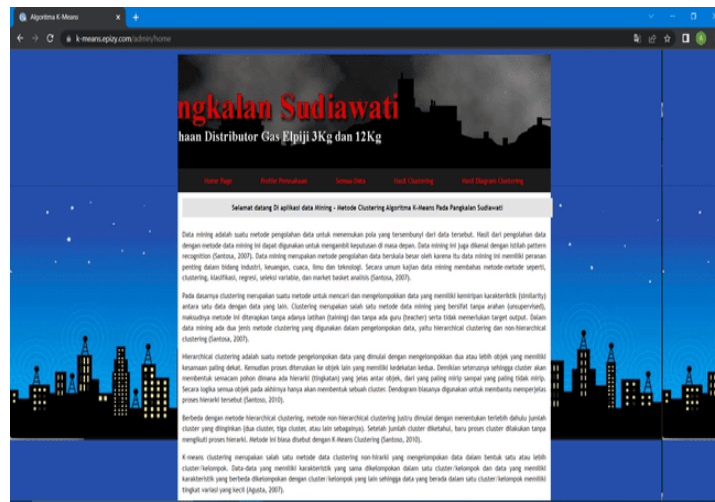 Algoritma K-Means
k-means.epizy.com/admin/home
ngkalan Sudiawati
haan Distributor Gas Elpiji 3Kg dan 12Kg
Home Page Profile Perusahaan Semua Data Hasil Clustering Hasil Diagram Clustering
Selamat datang Di aplikasi data Mining - Metode Clustering Algoritma K-Means Pada Pangkalan Sudiawati
Data mining adalah suatu metode pengolahan data untuk menemukan pola yang tersembunyi dari data tersebut. Hasil dari pengolahan data
dengan metode data mining ini dapat digunakan untuk mengambil keputusan di masa depan. Data mining ini juga dikenal dengan istilah pattern
recognition (Santosa, 2007). Data mining merupakan metode pengolahan data berskala besar oleh karena itu data mining ini memiliki peranan
penting dalam bidang industri, keuangan, cuaca, ilmu dan teknologi. Secara umum kajian data mining membahas metode-metode seperti,
clustering, klasifikasi, regresi, seleksi variable, dan market basket analisis (Santosa, 2007).
Pada dasarnya clustering merupakan suatu metode untuk mencari dan mengelompokkan data yang memiliki kemiripan karakteriktik (similarity)
antara satu data dengan data yang lain. Clustering merupakan salah satu metode data mining yang bersifat tanpa arahan (unsupervised),
maksudnya metode ini diterapkan tanpa adanya latihan (taining) dan tanpa ada guru (teacher) serta tidak memerlukan target output. Dalam
data mining ada dua jenis metode clustering yang digunakan dalam pengelompokan data, yaitu hierarchical clustering dan non-hierarchical
clustering (Santosa, 2007).
Hierarchical clustering adalah suatu metode pengelompokan data yang dimulai dengan mengelompokkan dua atau lebih objek yang memiliki
kesamaan paling dekat. Kemudian proses diteruskan ke objek lain yang memiliki kedekatan kedua. Demikian seterusnya sehingga cluster akan
membentuk semacam pohon dimana ada hierarki (tingkatan) yang jelas antar objek, dari yang paling mirip sampai yang paling tidak mirip.
Secara logika semua objek pada akhirnya hanya akan membentuk sebuah cluster. Dendogram biasanya digunakan untuk membantu memperjelas
proses hierarki tersebut (Santoso, 2010).
Berbeda dengan metode hierarchical clustering, metode non-hierarchical clustering justru dimulai dengan menentukan terlebih dahulu jumlah
cluster yang diinginkan (dua cluster, tiga cluster, atau lain sebagainya). Setelah jumlah cluster diketahui, baru proses cluster dilakukan tanpa
mengikuti proses hierarki. Metode ini biasa disebut dengan K-Means Clustering (Santoso, 2010).
K-means clustering merupakan salah satu metode data clustering non-hirarki yang mengelompokan data dalam bentuk satu atau lebih
cluster/kelompok. Data-data yang memiliki karakteristik yang sama dikelompokan dalam satu cluster/kelompok dan data yang memiliki
karakteristik yang berbeda dikelompokan dengan cluster/kelompok yang lain sehingga data yang berada dalam satu cluster/kelompok memiliki
tingkat variasi yang kecil (Agusta, 2007).